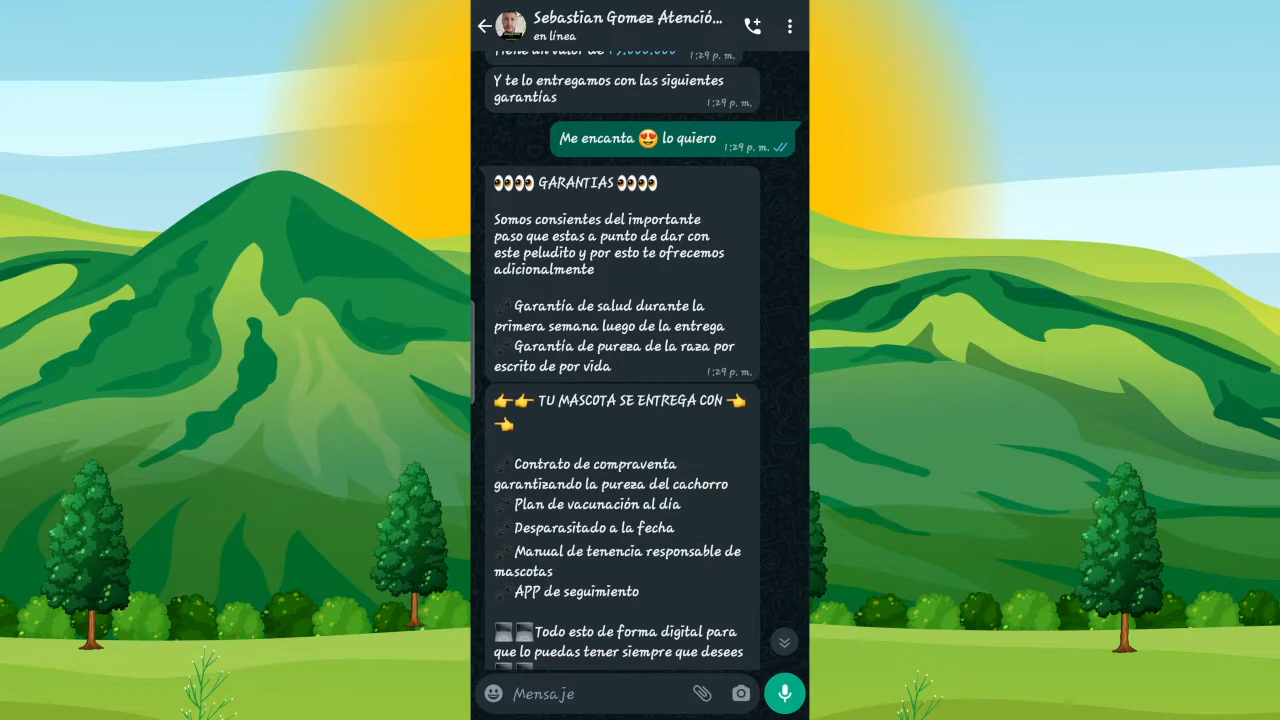 Sebastian Gomez Atenció...
en línea
Tiene un valor de
1:29 p. m.
Y te lo entregamos con las siguientes
garantías
1:29 p. m.
Me encanta 😍 lo quiero
1:29 p. m.
👀👀 GARANTIAS 👀👀
Somos consientes del importante
paso que estas a punto de dar con
este peludito y por esto te ofrecemos
adicionalmente
Garantía de salud durante la
primera semana luego de la entrega
Garantía de pureza de la raza por
escrito de por vida
1:29 p. m.
👉👉 TU MASCOTA SE ENTREGA CON 👈
👈
Contrato de compraventa
garantizando la pureza del cachorro
Plan de vacunación al día
Desparasitado a la fecha
Manual de tenencia responsable de
mascotas
APP de seguimiento
Todo esto de forma digital para
que lo puedas tener siempre que desees
Mensaje